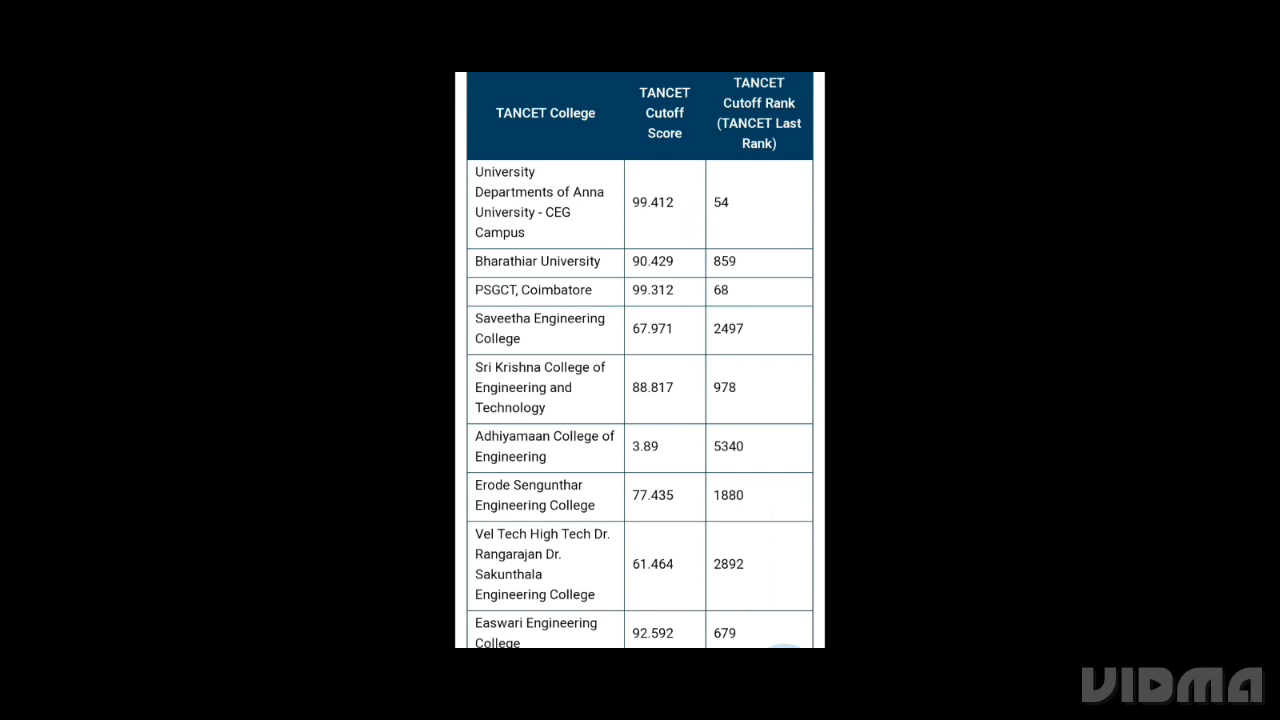 TANCET College
TANCET
Cutoff
Score
TANCET
Cutoff Rank
(TANCET Last
Rank)
University
Departments of Anna
University - CEG
Campus
99.412
54
Bharathiar University
90.429
859
PSGCT, Coimbatore
99.312
68
Saveetha Engineering
College
67.971
2497
Sri Krishna College of
Engineering and
Technology
88.817
978
Adhiyamaan College of
Engineering
3.89
5340
Erode Sengunthar
Engineering College
77.435
1880
Vel Tech High Tech Dr.
Rangarajan Dr.
Sakunthala
Engineering College
61.464
2892
Easwari Engineering
College
92.592
679
VIDMA